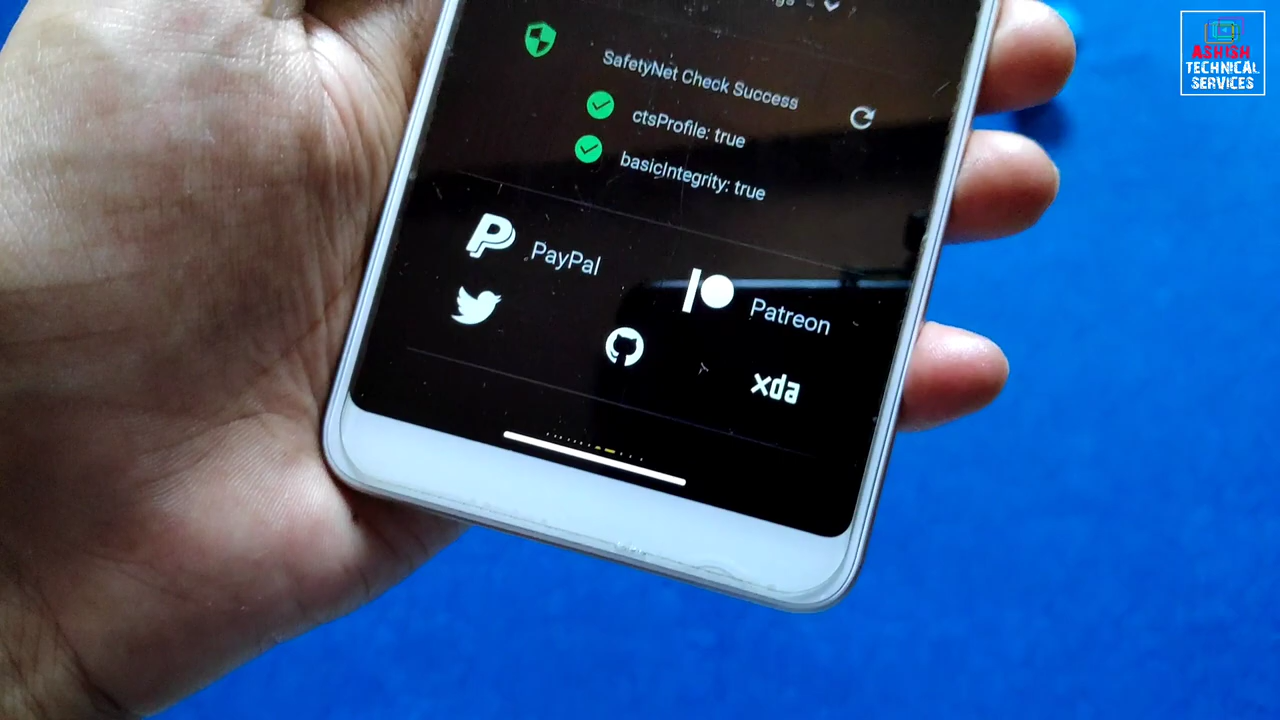 SafetyNet Check Success
ctsProfile: true
basicIntegrity: true
PayPal
Patreon
xda
ASHISH
TECHNICAL
SERVICES